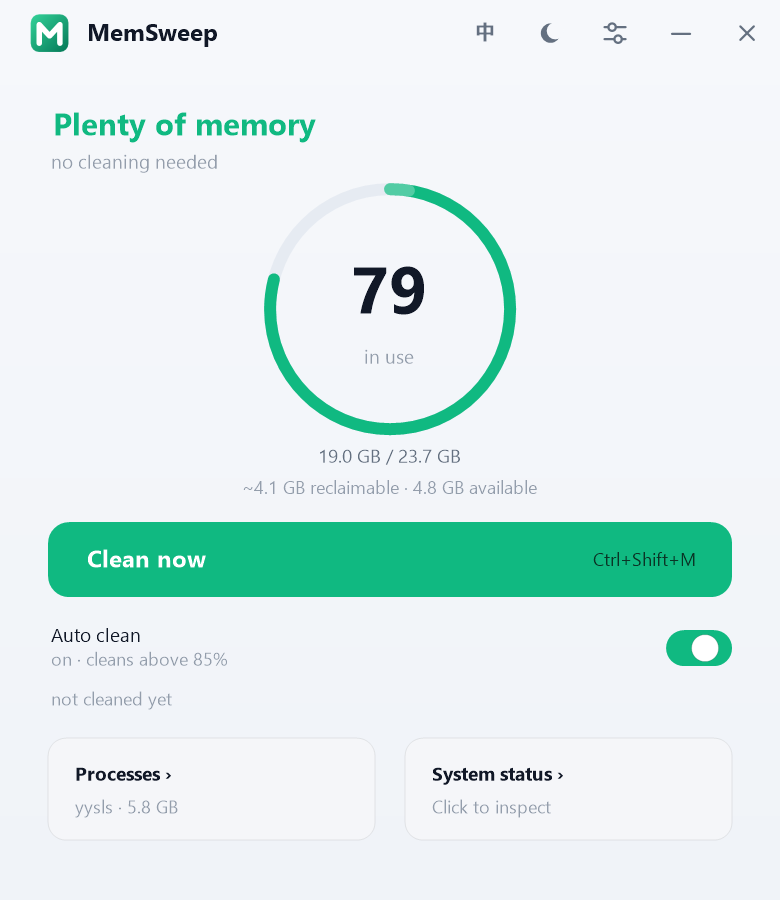 M MemSweep 中
Plenty of memory
no cleaning needed
79
in use
19.0 GB / 23.7 GB
~4.1 GB reclaimable · 4.8 GB available
Clean now Ctrl+Shift+M
Auto clean
on · cleans above 85%
not cleaned yet
Processes › System status ›
yysls · 5.8 GB Click to inspect